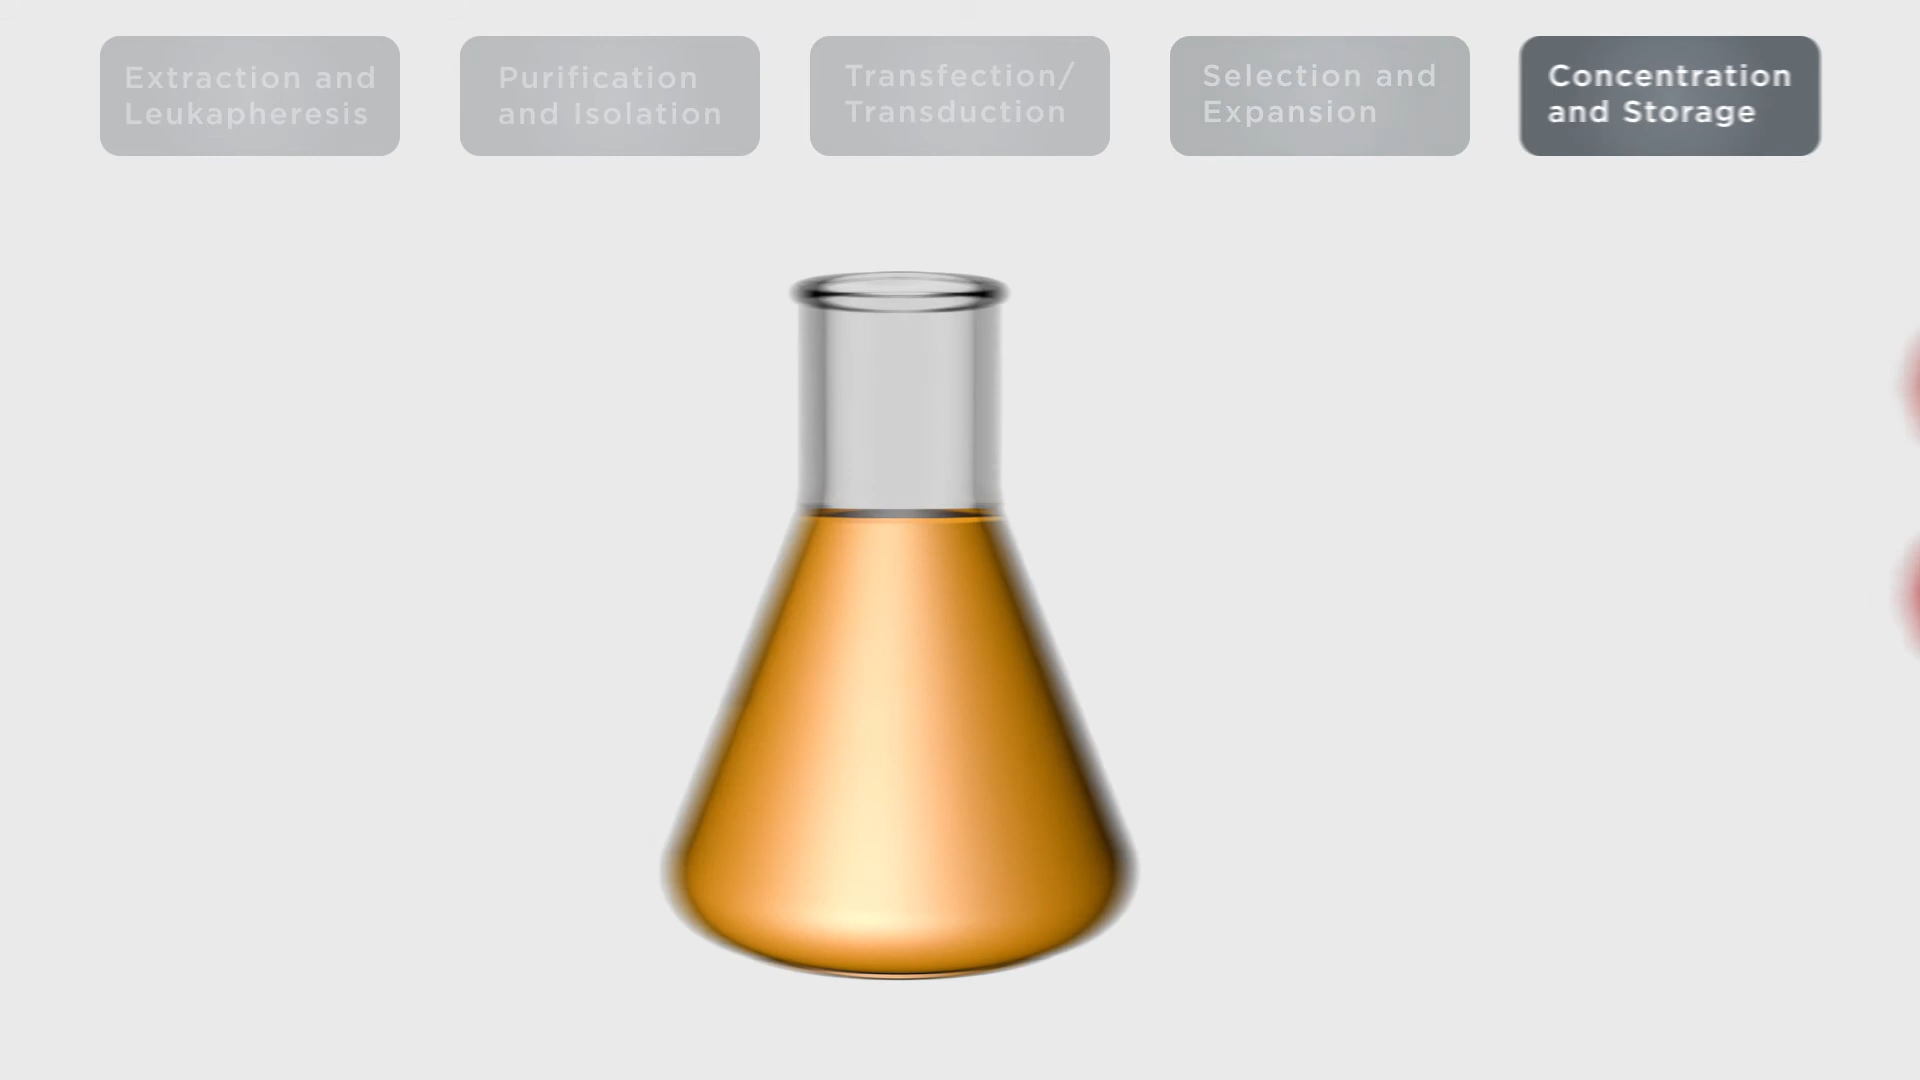 Extraction and
Leukapheresis
Purification
and Isolation
Transfection/
Transduction
Selection and
Expansion
Concentration
and Storage